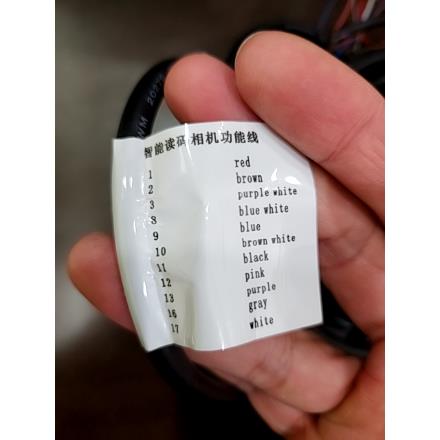 智能读码相机功能线
1 red
2 brown
3 purple white
8 blue white
9 blue
10 brown white
11 black
12 pink
13 purple
16 gray
17 white